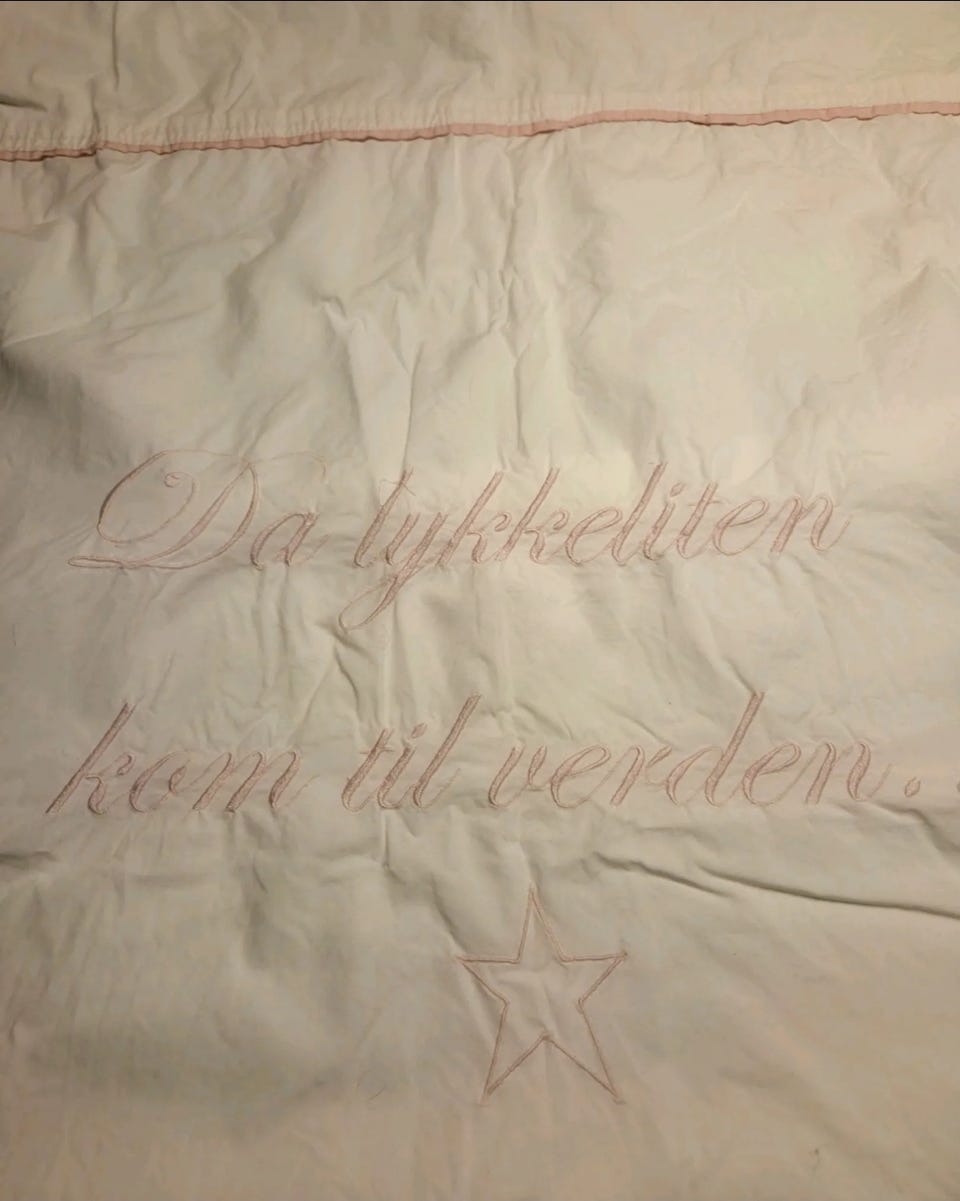 Da lykkeliten
kom til verden..